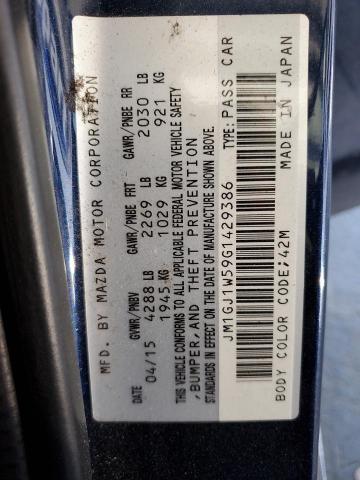 MFD. BY MAZDA MOTOR CORPORATION
GVWR/PNBV GAWR/PNBE FRT GAWR/PNBE RR
DATE 04/15 4288 LB 2269 LB 2030 LB
1945 KG 1029 KG 921 KG
THIS VEHICLE CONFORMS TO ALL APPLICABLE FEDERAL MOTOR VEHICLE SAFETY
,BUMPER,AND THEFT PREVENTION
STANDARDS IN EFFECT ON THE DATE OF MANUFACTURE SHOWN ABOVE.
JM1GJ1W59G1429386 TYPE:PASS CAR
BODY COLOR CODE;42M MADE IN JAPAN